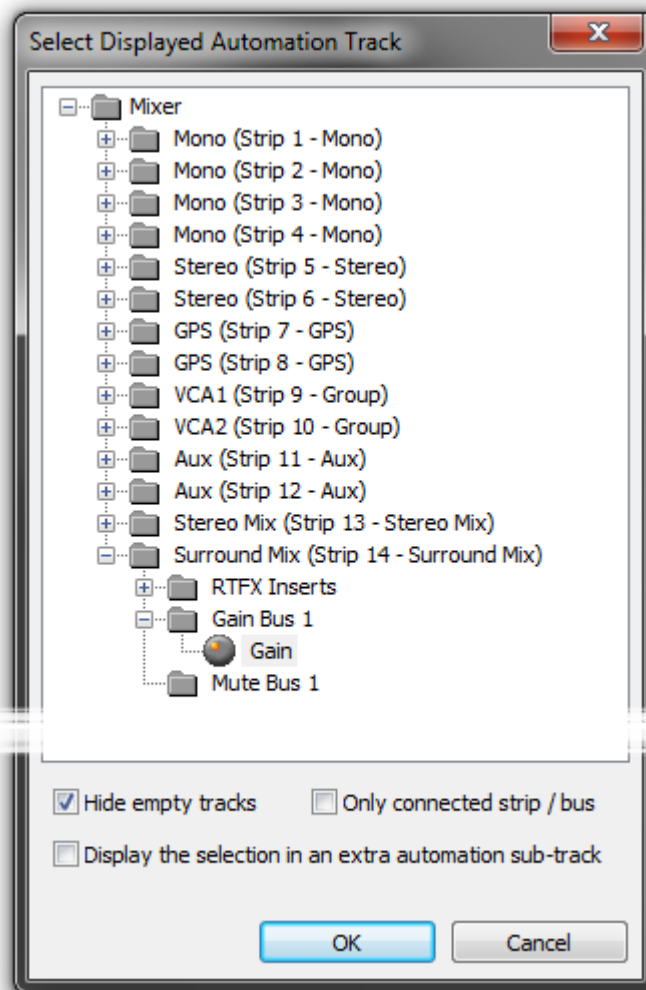 Select Displayed Automation Track
Mixer
Mono (Strip 1 - Mono)
Mono (Strip 2 - Mono)
Mono (Strip 3 - Mono)
Mono (Strip 4 - Mono)
Stereo (Strip 5 - Stereo)
Stereo (Strip 6 - Stereo)
GPS (Strip 7 - GPS)
GPS (Strip 8 - GPS)
VCA1 (Strip 9 - Group)
VCA2 (Strip 10 - Group)
Aux (Strip 11 - Aux)
Aux (Strip 12 - Aux)
Stereo Mix (Strip 13 - Stereo Mix)
Surround Mix (Strip 14 - Surround Mix)
RTFX Inserts
Gain Bus 1
Gain
Mute Bus 1
Hide empty tracks Only connected strip / bus
Display the selection in an extra automation sub-track
OK Cancel